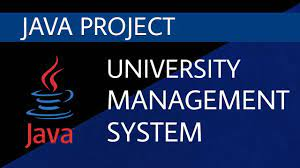 JAVA PROJECT
UNIVERSITY
MANAGEMENT
SYSTEM
Java